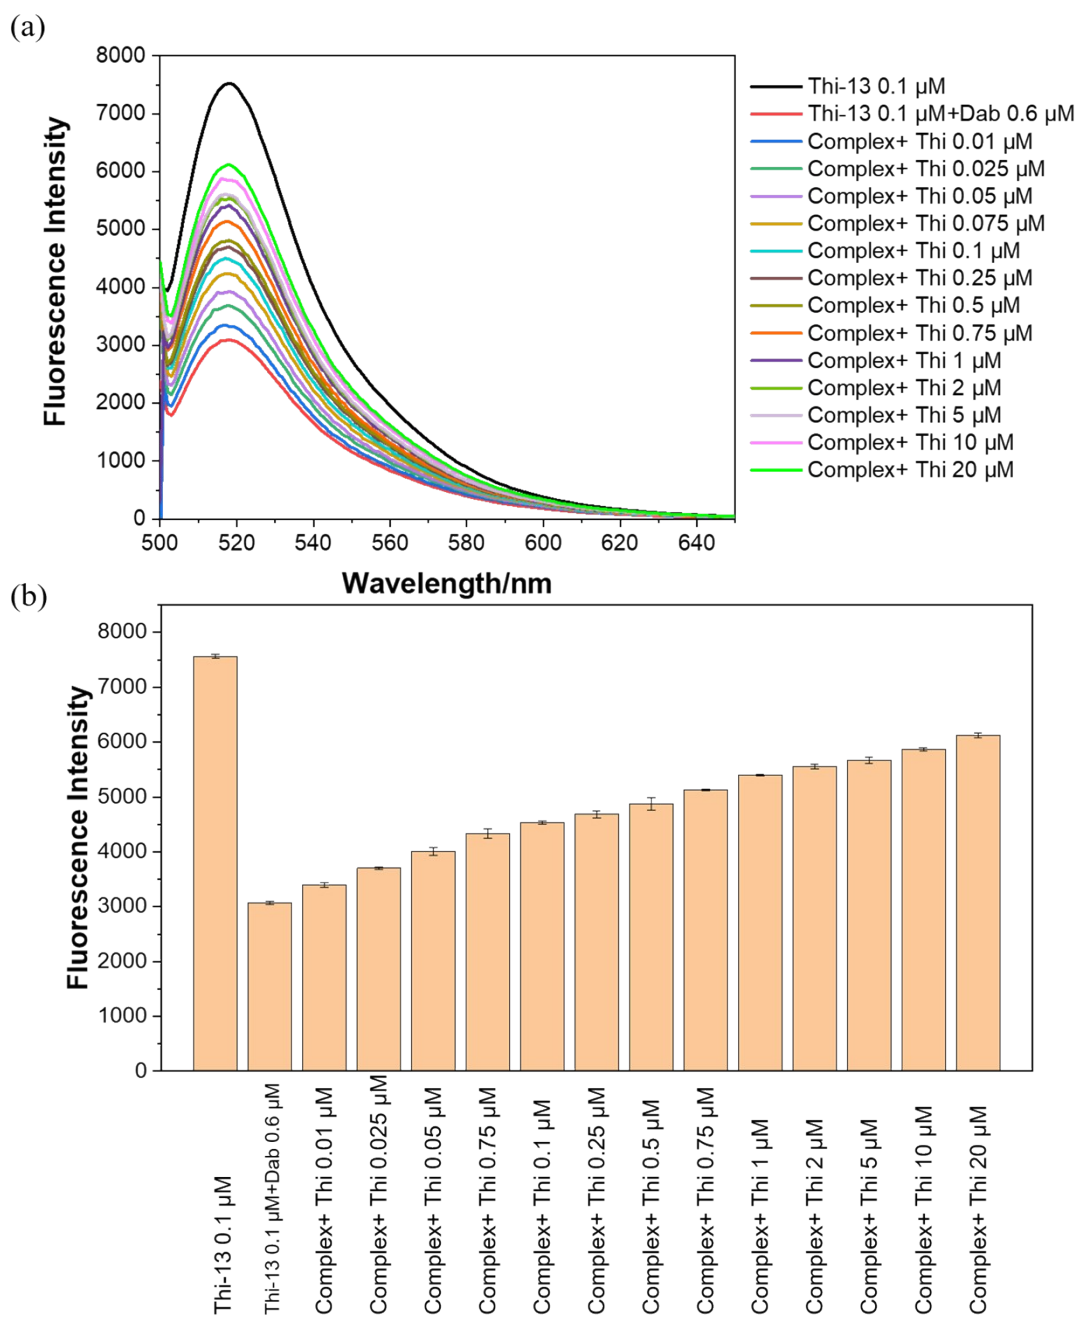 (a)
8000
7000
6000
5000
4000
3000
2000
1000
0
Fluorescence Intensity
500
520
540
560
580
600
620
640
Wavelength/nm
Thi-13 0.1 μM
Thi-13 0.1 μM+Dab 0.6 μM
Complex+ Thi 0.01 μM
Complex+ Thi 0.025 μM
Complex+ Thi 0.05 μM
Complex+ Thi 0.075 μM
Complex+ Thi 0.1 μM
Complex+ Thi 0.25 μM
Complex+ Thi 0.5 μM
Complex+ Thi 0.75 μM
Complex+ Thi 1 μM
Complex+ Thi 2 μM
Complex+ Thi 5 μM
Complex+ Thi 10 μM
Complex+ Thi 20 μM
(b)
8000
7000
6000
5000
4000
3000
2000
1000
0
Fluorescence Intensity
Thi-13 0.1 μM
Thi-13 0.1 μM+Dab 0.6 μM
Complex+ Thi 0.01 μM
Complex+ Thi 0.025 μM
Complex+ Thi 0.05 μM
Complex+ Thi 0.75 μM
Complex+ Thi 0.1 μM
Complex+ Thi 0.25 μM
Complex+ Thi 0.5 μM
Complex+ Thi 0.75 μM
Complex+ Thi 1 μM
Complex+ Thi 2 μM
Complex+ Thi 5 μM
Complex+ Thi 10 μM
Complex+ Thi 20 μM